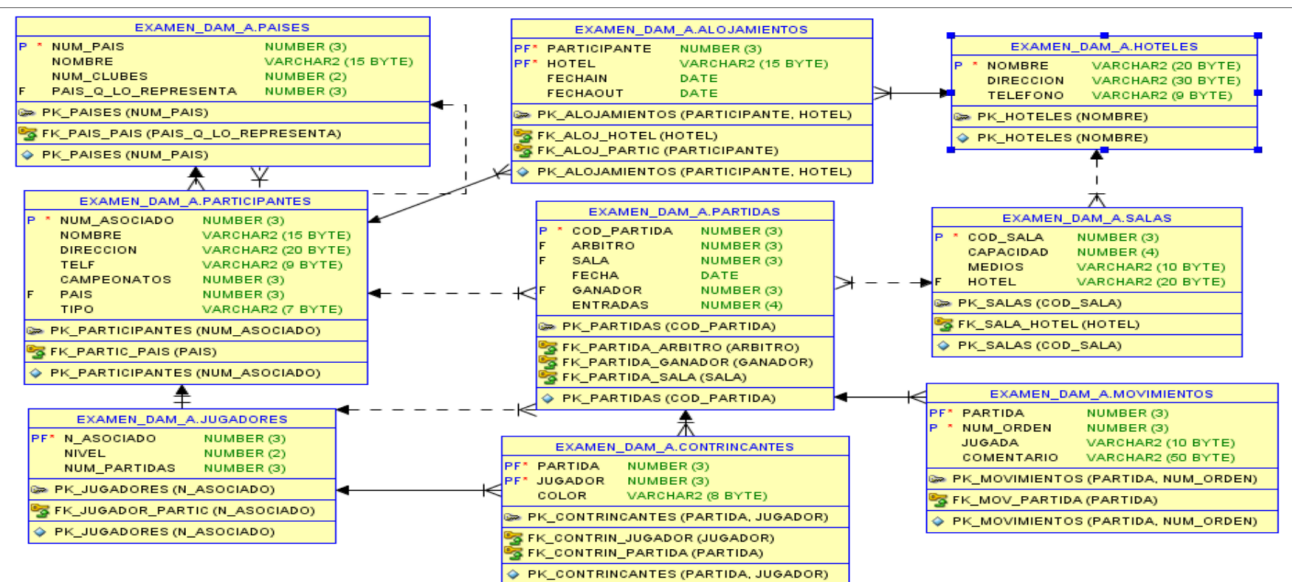 EXAMEN_DAM_A.PAISES
P * NUM_PAIS NUMBER (3)
NOMBRE VARCHAR2 (15 BYTE)
NUM_CLUBES NUMBER (2)
F PAIS_Q_LO_REPRESENTA NUMBER (3)
PK_PAISES (NUM_PAIS)
FK_PAIS_PAIS (PAIS_Q_LO_REPRESENTA)
PK_PAISES (NUM_PAIS)
EXAMEN_DAM_A.ALOJAMIENTOS
PF* PARTICIPANTE NUMBER (3)
PF* HOTEL VARCHAR2 (15 BYTE)
FECHAIN DATE
FECHAOUT DATE
PK_ALOJAMIENTOS (PARTICIPANTE, HOTEL)
FK_ALOJ_HOTEL (HOTEL)
FK_ALOJ_PARTIC (PARTICIPANTE)
PK_ALOJAMIENTOS (PARTICIPANTE, HOTEL)
EXAMEN_DAM_A.HOTELES
P * NOMBRE VARCHAR2 (20 BYTE)
DIRECCION VARCHAR2 (30 BYTE)
TELEFONO VARCHAR2 (9 BYTE)
PK_HOTELES (NOMBRE)
PK_HOTELES (NOMBRE)
EXAMEN_DAM_A.PARTICIPANTES
P * NUM_ASOCIADO NUMBER (3)
NOMBRE VARCHAR2 (15 BYTE)
DIRECCION VARCHAR2 (20 BYTE)
TELF VARCHAR2 (9 BYTE)
CAMPEONATOS NUMBER (3)
F PAIS NUMBER (3)
TIPO VARCHAR2 (7 BYTE)
PK_PARTICIPANTES (NUM_ASOCIADO)
FK_PARTIC_PAIS (PAIS)
PK_PARTICIPANTES (NUM_ASOCIADO)
EXAMEN_DAM_A.PARTIDAS
P * COD_PARTIDA NUMBER (3)
F ARBITRO NUMBER (3)
F SALA NUMBER (3)
FECHA DATE
F GANADOR NUMBER (3)
ENTRADAS NUMBER (4)
PK_PARTIDAS (COD_PARTIDA)
FK_PARTIDA_ARBITRO (ARBITRO)
FK_PARTIDA_GANADOR (GANADOR)
FK_PARTIDA_SALA (SALA)
PK_PARTIDAS (COD_PARTIDA)
EXAMEN_DAM_A.SALAS
P * COD_SALA NUMBER (3)
CAPACIDAD NUMBER (4)
MEDIOS VARCHAR2 (10 BYTE)
F HOTEL VARCHAR2 (20 BYTE)
PK_SALAS (COD_SALA)
FK_SALA_HOTEL (HOTEL)
PK_SALAS (COD_SALA)
EXAMEN_DAM_A.JUGADORES
PF* N_ASOCIADO NUMBER (3)
NIVEL NUMBER (2)
NUM_PARTIDAS NUMBER (3)
PK_JUGADORES (N_ASOCIADO)
FK_JUGADOR_PARTIC (N_ASOCIADO)
PK_JUGADORES (N_ASOCIADO)
EXAMEN_DAM_A.CONTRINCANTES
PF* PARTIDA NUMBER (3)
PF* JUGADOR NUMBER (3)
COLOR VARCHAR2 (8 BYTE)
PK_CONTRINCANTES (PARTIDA, JUGADOR)
FK_CONTRIN_JUGADOR (JUGADOR)
FK_CONTRIN_PARTIDA (PARTIDA)
PK_CONTRINCANTES (PARTIDA, JUGADOR)
EXAMEN_DAM_A.MOVIMIENTOS
PF* PARTIDA NUMBER (3)
P * NUM_ORDEN NUMBER (3)
JUGADA VARCHAR2 (10 BYTE)
COMENTARIO VARCHAR2 (50 BYTE)
PK_MOVIMIENTOS (PARTIDA, NUM_ORDEN)
FK_MOV_PARTIDA (PARTIDA)
PK_MOVIMIENTOS (PARTIDA, NUM_ORDEN)